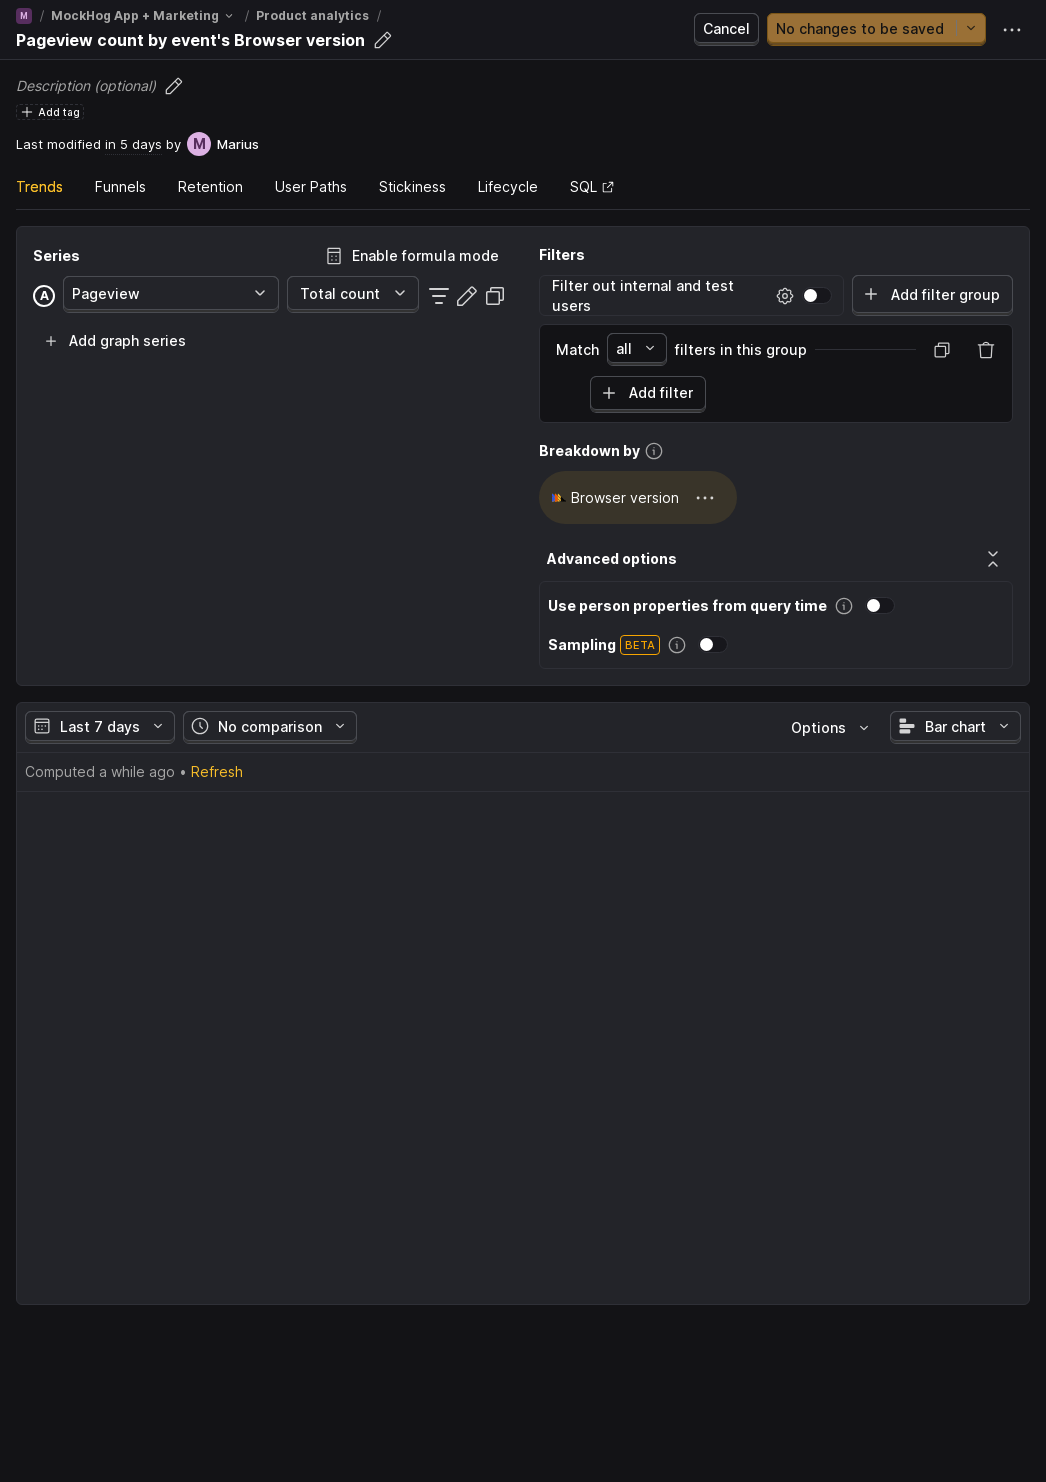 M / MockHog App + Marketing / Product analytics /
Pageview count by event's Browser version
Cancel
No changes to be saved
Description (optional)
Add tag
Last modified in 5 days by M Marius
Trends Funnels Retention User Paths Stickiness Lifecycle SQL
Series
Enable formula mode
A Pageview Total count
Add graph series
Filters
Filter out internal and test
users
Add filter group
Match all filters in this group
Add filter
Breakdown by
Browser version
Advanced options
Use person properties from query time
Sampling BETA
Last 7 days No comparison Options Bar chart
Computed a while ago • Refresh